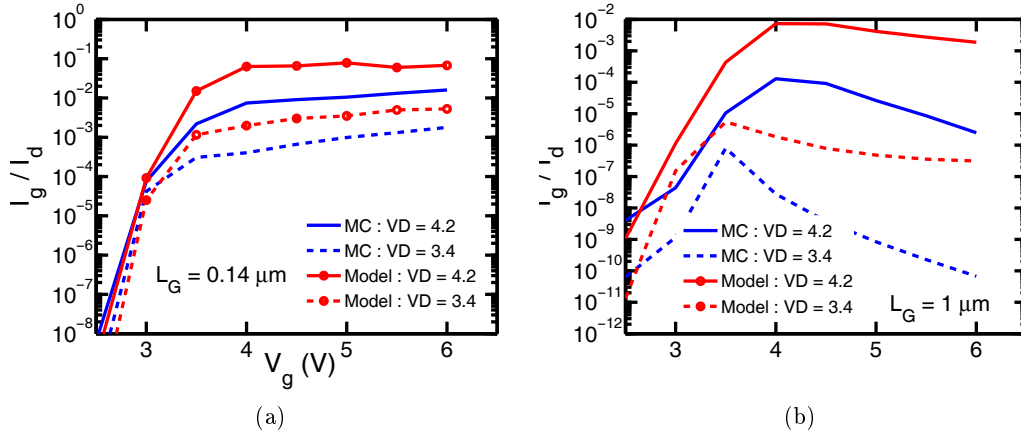 10^0
10^-1
10^-2
10^-3
10^-4
10^-5
10^-6
10^-7
10^-8
I_g / I_d
3 4 5 6
V_g (V)
MC : VD = 4.2
MC : VD = 3.4
Model : VD = 4.2
Model : VD = 3.4
L_G = 0.14 μm
(a)
10^-2
10^-3
10^-4
10^-5
10^-6
10^-7
10^-8
10^-9
10^-10
10^-11
10^-12
I_g / I_d
3 4 5 6
MC : VD = 4.2
MC : VD = 3.4
Model : VD = 4.2
Model : VD = 3.4
L_G = 1 μm
(b)